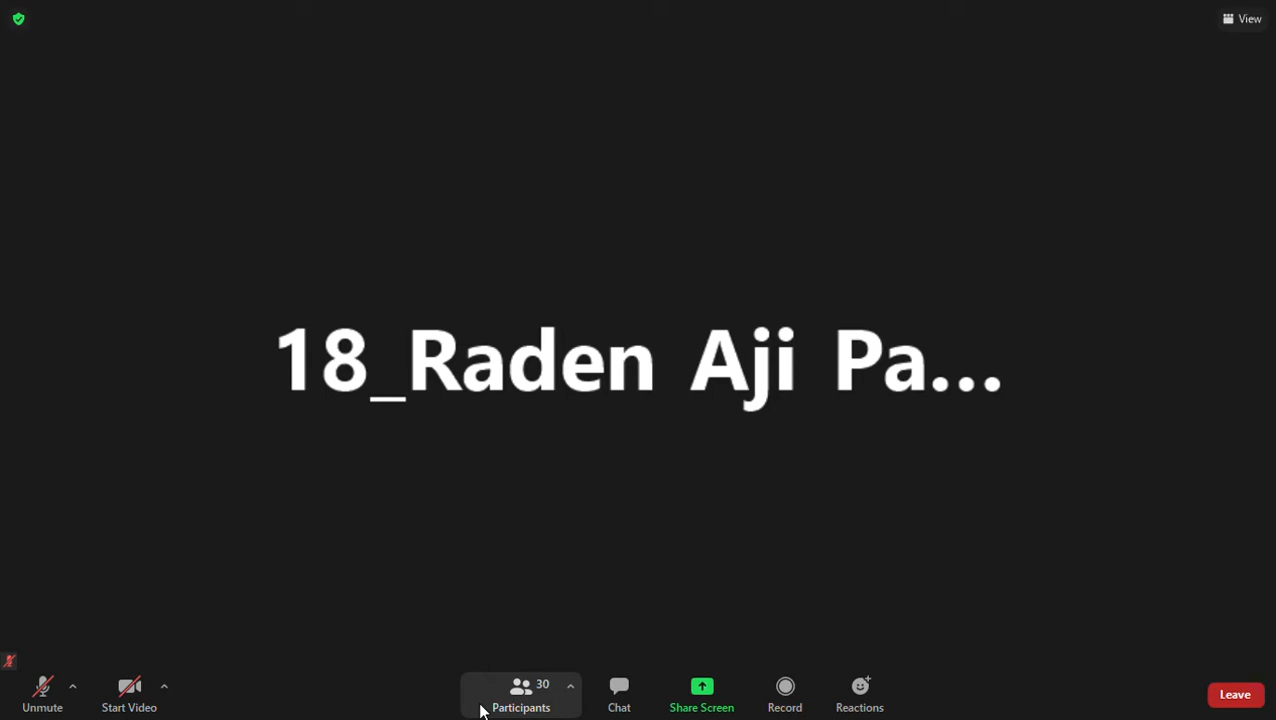 View
18_Raden Aji Pa...
Unmute
Start Video
30
Participants
Chat
Share Screen
Record
Reactions
Leave